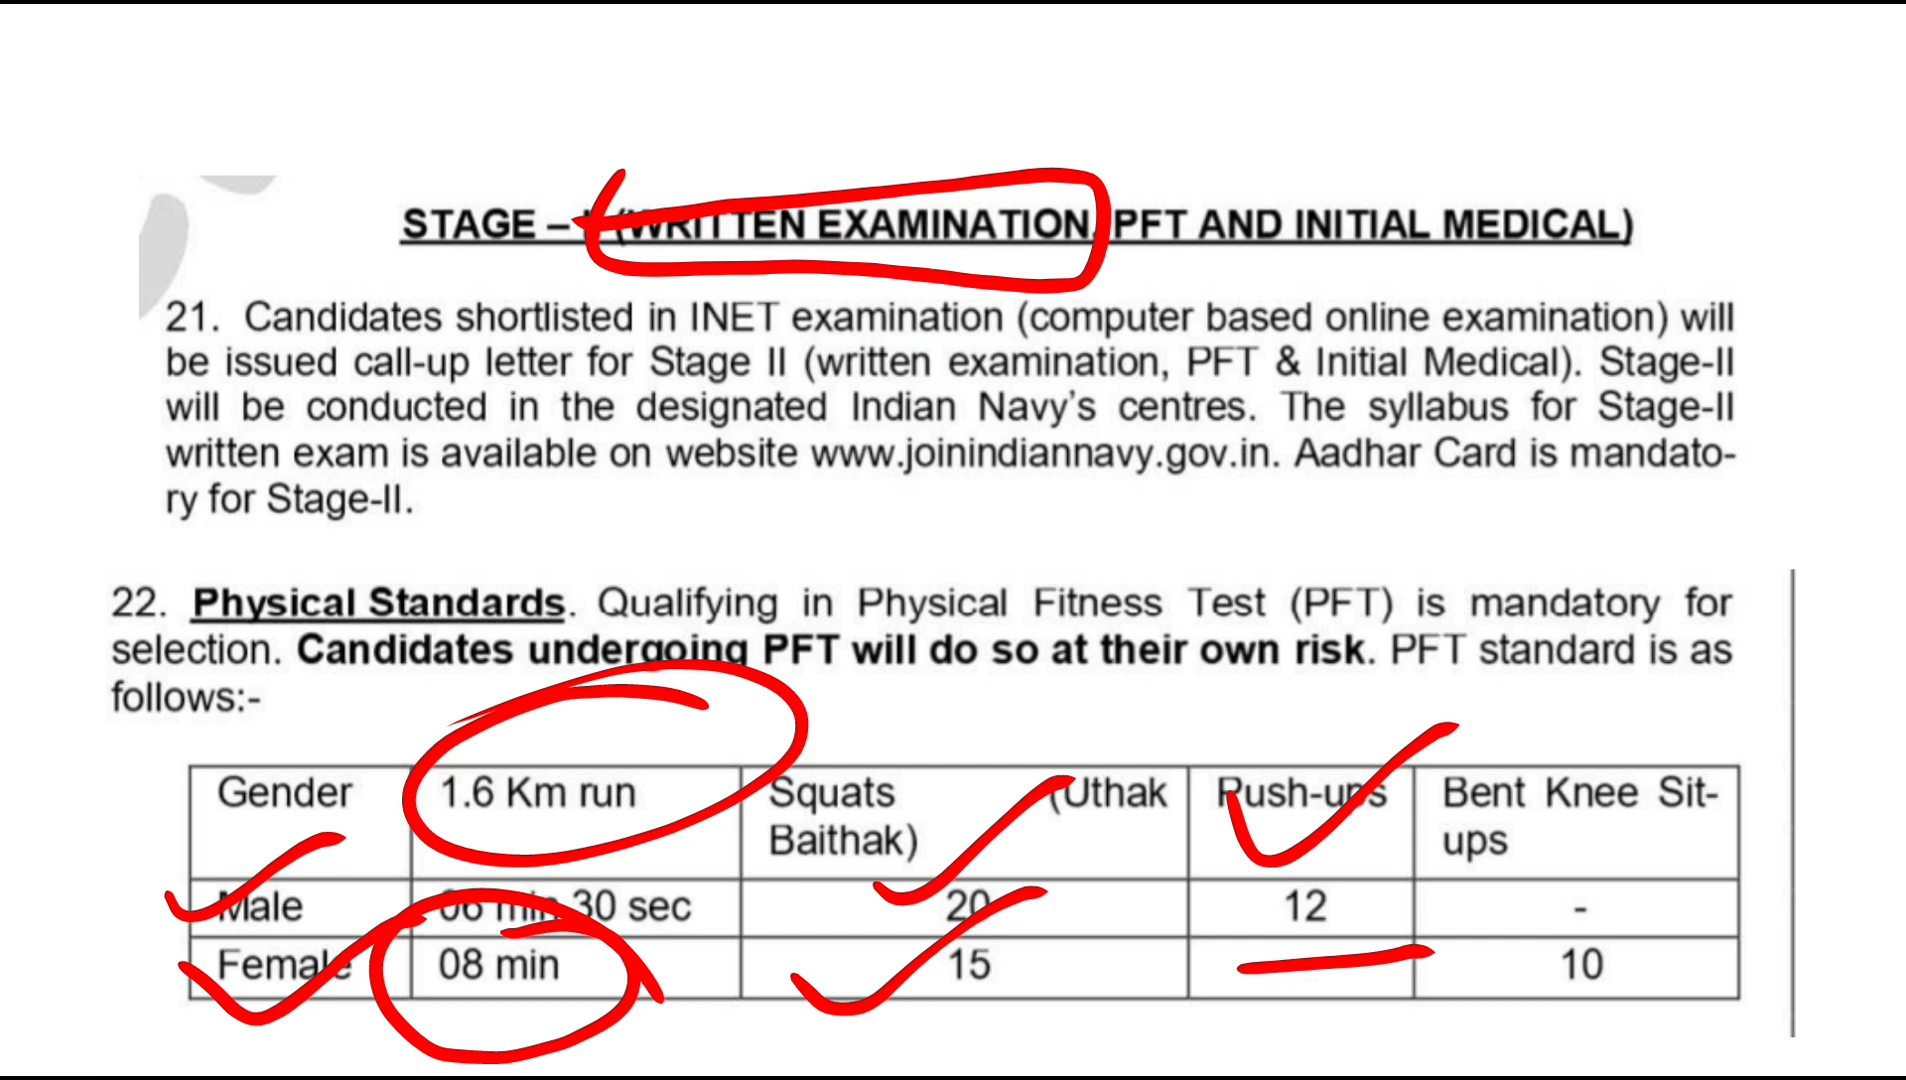 STAGE – (WRITTEN EXAMINATION, PFT AND INITIAL MEDICAL)
21. Candidates shortlisted in INET examination (computer based online examination) will
be issued call-up letter for Stage II (written examination, PFT & Initial Medical). Stage-II
will be conducted in the designated Indian Navy's centres. The syllabus for Stage-II
written exam is available on website www.joinindiannavy.gov.in. Aadhar Card is mandato-
ry for Stage-II.
22. Physical Standards. Qualifying in Physical Fitness Test (PFT) is mandatory for
selection. Candidates undergoing PFT will do so at their own risk. PFT standard is as
follows:-
Gender 1.6 Km run Squats (Uthak Push-ups Bent Knee Sit-
Baithak) ups
Male 06 min 30 sec 20 12 -
Female 08 min 15 10